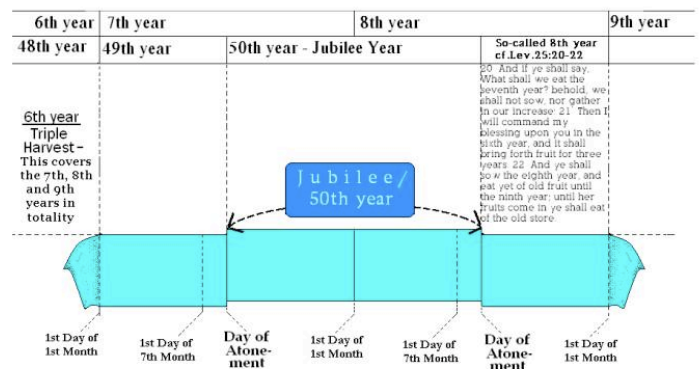 6th year 7th year 8th year 9th year
48th year 49th year 50th year - Jubilee Year
So-called 8th year
cf.Lev.25:20-22
20 And if ye shall say,
What shall we eat the
seventh year? behold, we
shall not sow, nor gather
in our increase: 21 Then I
will command my
blessing upon you in the
sixth year, and it shall
bring forth fruit for three
years. 22 And ye shall
sow the eighth year, and
eat yet of old fruit until
the ninth year; until her
fruits come in ye shall eat
of the old store
6th year
Triple
Harvest-
This covers
the 7th, 8th
and 9th
years in
totality
Jubilee/
50th year
1st Day of
1st Month
1st Day of
7th Month
Day of
Atone-
ment
1st Day of
1st Month
1st Day of
7th Month
Day of
Atone-
ment
1st Day of
1st Month